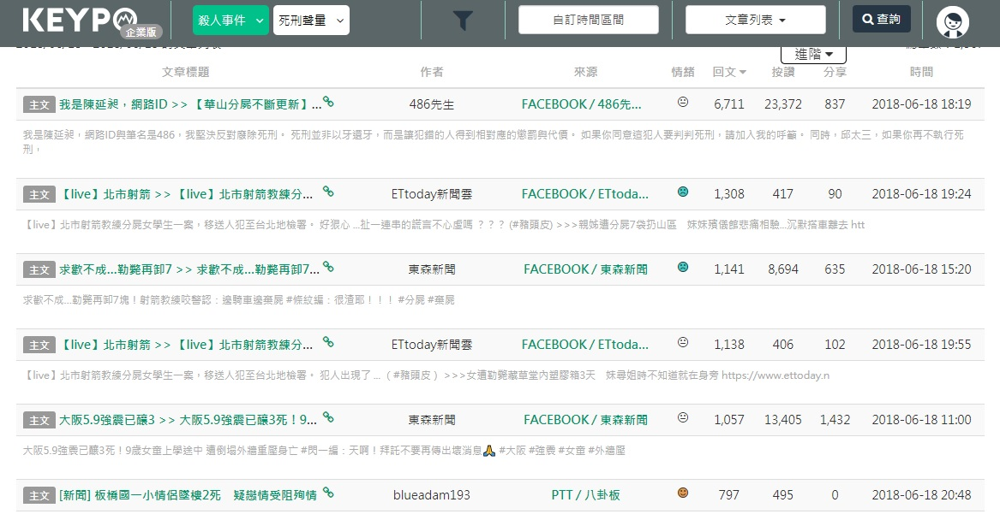 KEYPO 企業版 殺人事件 死刑聲量 自訂時間區間 文章列表 查詢
進階
文章標題 作者 來源 情緒 回文 按讚 分享 時間
主文 我是陳延昶，網路ID >> 【華山分屍不斷更新】... 486先生 FACEBOOK / 486先... 6,711 23,372 837 2018-06-18 18:19
我是陳延昶，網路ID與筆名是486，我堅決反對廢除死刑。 死刑並非以牙還牙，而是讓犯錯的人得到相對應的懲罰與代價。 如果你同意這犯人要判判死刑，請加入我的呼籲。 同時，邱太三，如果你再不執行死
刑，
主文 【live】北市射箭 >> 【live】北市射箭教練分... ETtoday新聞雲 FACEBOOK / ETtoda... 1,308 417 90 2018-06-18 19:24
【live】北市射箭教練分屍女學生一案，移送人犯至台北地檢署。 好狠心 ...扯一連串的謊言不心虛嗎 ？？？ (#豬頭皮) >>>親姊遭分屍7袋扔山區　妹妹殯儀館悲痛相驗...沉默搭車離去 htt
主文 求歡不成...勒斃再卸7 >> 求歡不成...勒斃再卸7... 東森新聞 FACEBOOK / 東森新聞 1,141 8,694 635 2018-06-18 15:20
求歡不成...勒斃再卸7塊！射箭教練咬醫認：邊騎車邊棄屍 #條紋編：很渣耶！！！ #分屍 #棄屍
主文 【live】北市射箭 >> 【live】北市射箭教練分... ETtoday新聞雲 FACEBOOK / ETtoda... 1,138 406 102 2018-06-18 19:55
【live】北市射箭教練分屍女學生一案，移送人犯至台北地檢署。 犯人出現了 ... （ #豬頭皮 ） >>>女遭勒斃藏草堂內塑膠箱3天　妹尋姐時不知道就在身旁 https://www.ettoday.n
主文 大阪5.9強震已釀3 >> 大阪5.9強震已釀3死！9... 東森新聞 FACEBOOK / 東森新聞 1,057 13,405 1,432 2018-06-18 11:00
大阪5.9強震已釀3死！9歲女童上學途中 遭倒塌外牆重壓身亡 #閃一編：天啊！拜託不要再傳出壞消息🙏 #大阪 #強震 #女童 #外牆壓
主文 [新聞] 板橋國一小情侶墜樓2死　疑戀情受阻殉情 blueadam193 PTT / 八卦板 797 495 0 2018-06-18 20:48